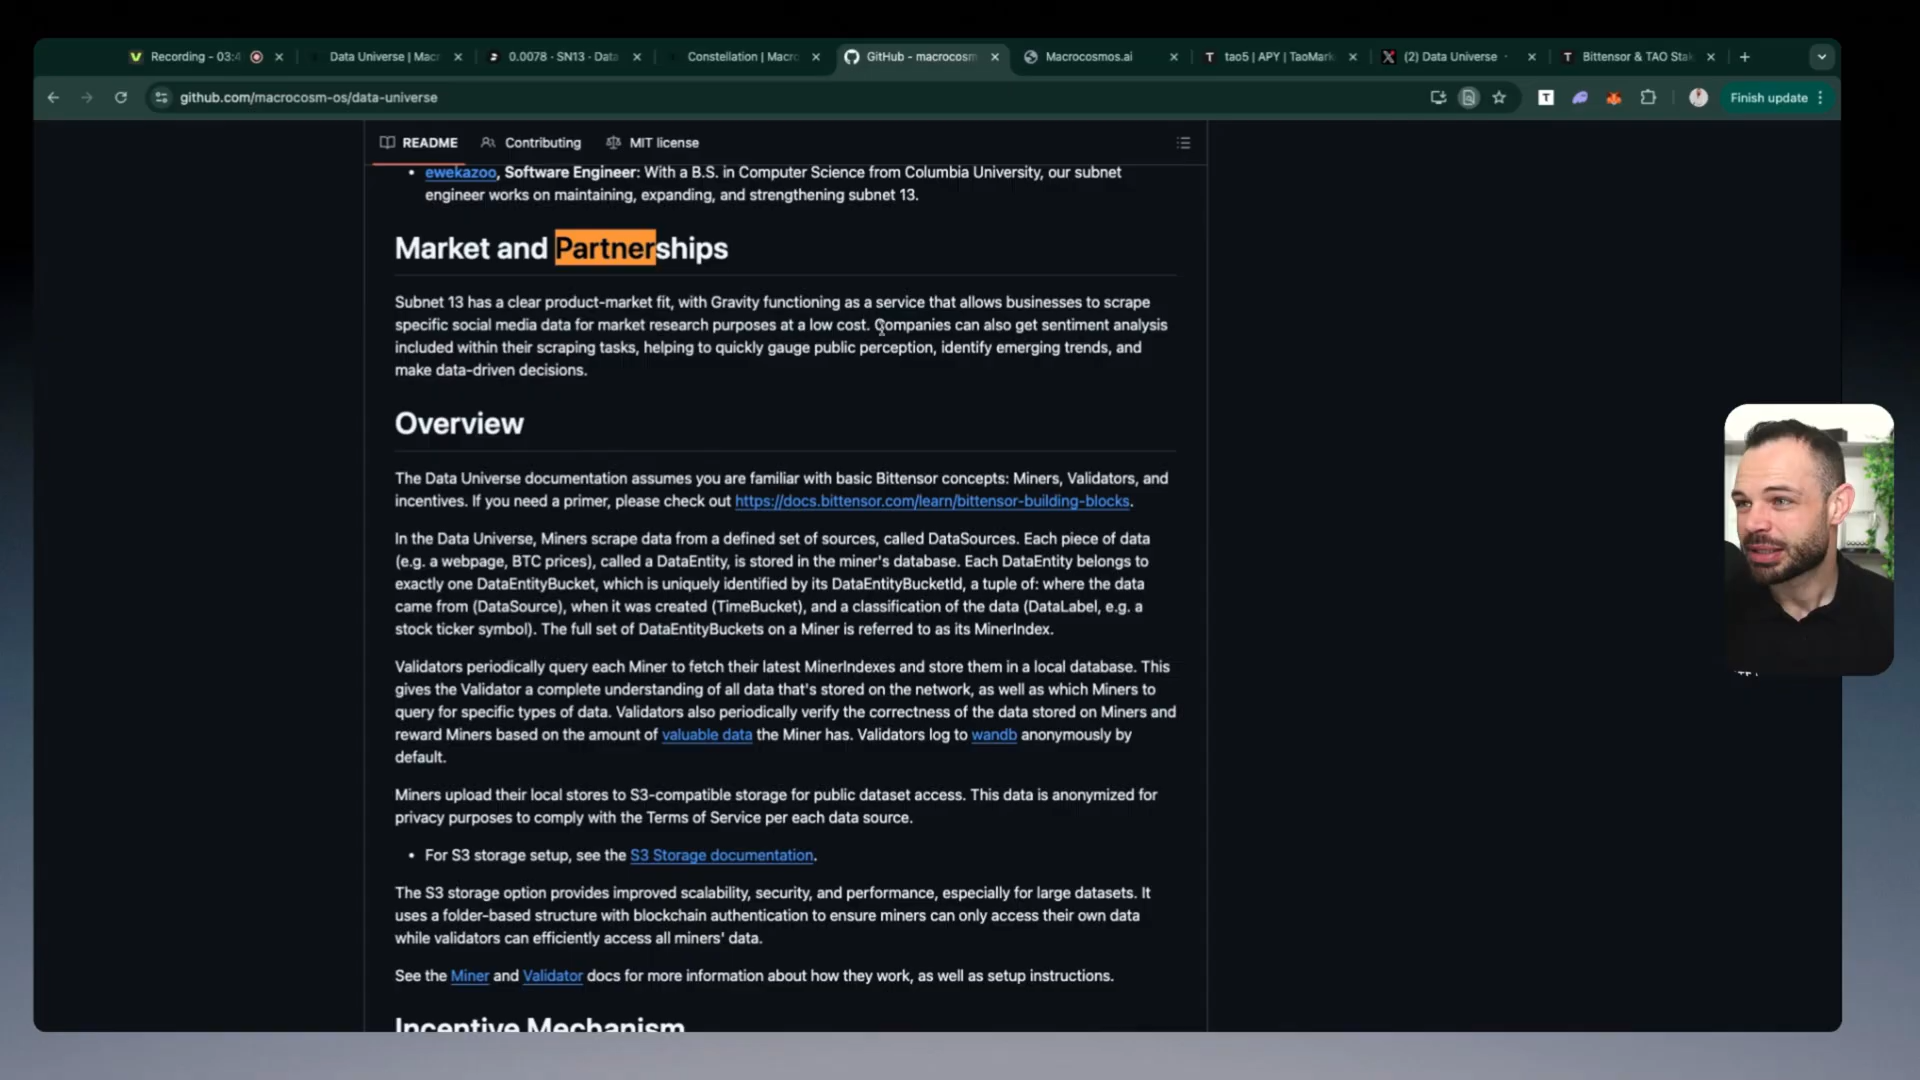 Recording - 03:4
Data Universe | Macr
0.0078 · SN13 · Data
Constellation | Macro
GitHub - macrocosm
Macrocosmos.ai
tao5 | APY | TaoMark
(2) Data Universe
Bittensor & TAO Sta
github.com/macrocosm-os/data-universe
Finish update
README
Contributing
MIT license
ewekazoo, Software Engineer: With a B.S. in Computer Science from Columbia University, our subnet
engineer works on maintaining, expanding, and strengthening subnet 13.
Market and Partnerships
Subnet 13 has a clear product-market fit, with Gravity functioning as a service that allows businesses to scrape
specific social media data for market research purposes at a low cost. Companies can also get sentiment analysis
included within their scraping tasks, helping to quickly gauge public perception, identify emerging trends, and
make data-driven decisions.
Overview
The Data Universe documentation assumes you are familiar with basic Bittensor concepts: Miners, Validators, and
incentives. If you need a primer, please check out https://docs.bittensor.com/learn/bittensor-building-blocks.
In the Data Universe, Miners scrape data from a defined set of sources, called DataSources. Each piece of data
(e.g. a webpage, BTC prices), called a DataEntity, is stored in the miner's database. Each DataEntity belongs to
exactly one DataEntityBucket, which is uniquely identified by its DataEntityBucketId, a tuple of: where the data
came from (DataSource), when it was created (TimeBucket), and a classification of the data (DataLabel, e.g. a
stock ticker symbol). The full set of DataEntityBuckets on a Miner is referred to as its MinerIndex.
Validators periodically query each Miner to fetch their latest MinerIndexes and store them in a local database. This
gives the Validator a complete understanding of all data that's stored on the network, as well as which Miners to
query for specific types of data. Validators also periodically verify the correctness of the data stored on Miners and
reward Miners based on the amount of valuable data the Miner has. Validators log to wandb anonymously by
default.
Miners upload their local stores to S3-compatible storage for public dataset access. This data is anonymized for
privacy purposes to comply with the Terms of Service per each data source.
• For S3 storage setup, see the S3 Storage documentation.
The S3 storage option provides improved scalability, security, and performance, especially for large datasets. It
uses a folder-based structure with blockchain authentication to ensure miners can only access their own data
while validators can efficiently access all miners' data.
See the Miner and Validator docs for more information about how they work, as well as setup instructions.
Incentive Mechanism